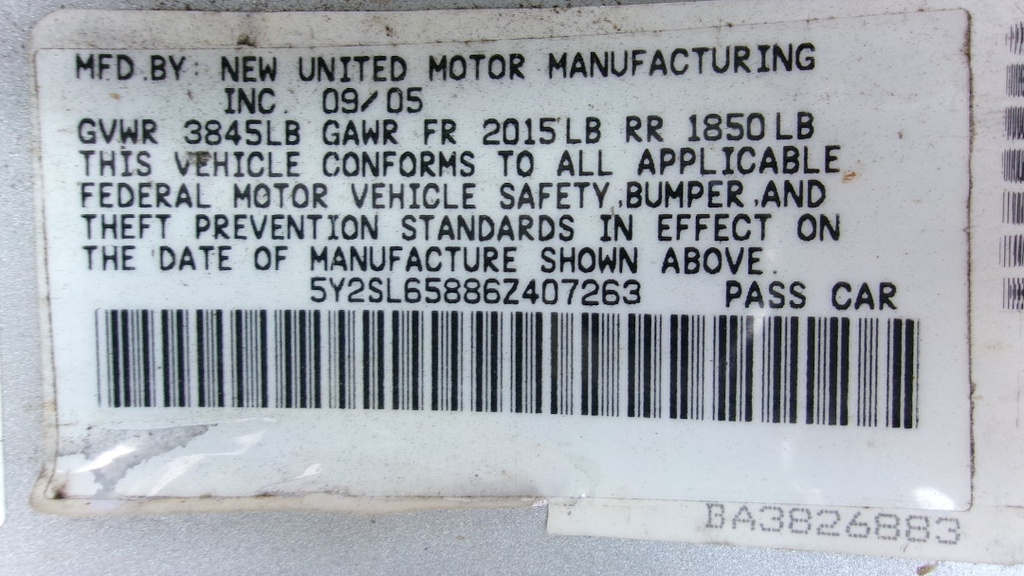 MFD.BY: NEW UNITED MOTOR MANUFACTURING
INC. 09/05
GVWR 3845LB GAWR FR 2015LB RR 1850LB
THIS VEHICLE CONFORMS TO ALL APPLICABLE
FEDERAL MOTOR VEHICLE SAFETY,BUMPER,AND
THEFT PREVENTION STANDARDS IN EFFECT ON
THE DATE OF MANUFACTURE SHOWN ABOVE.
5Y2SL65886Z407263 PASS CAR
BA3826883